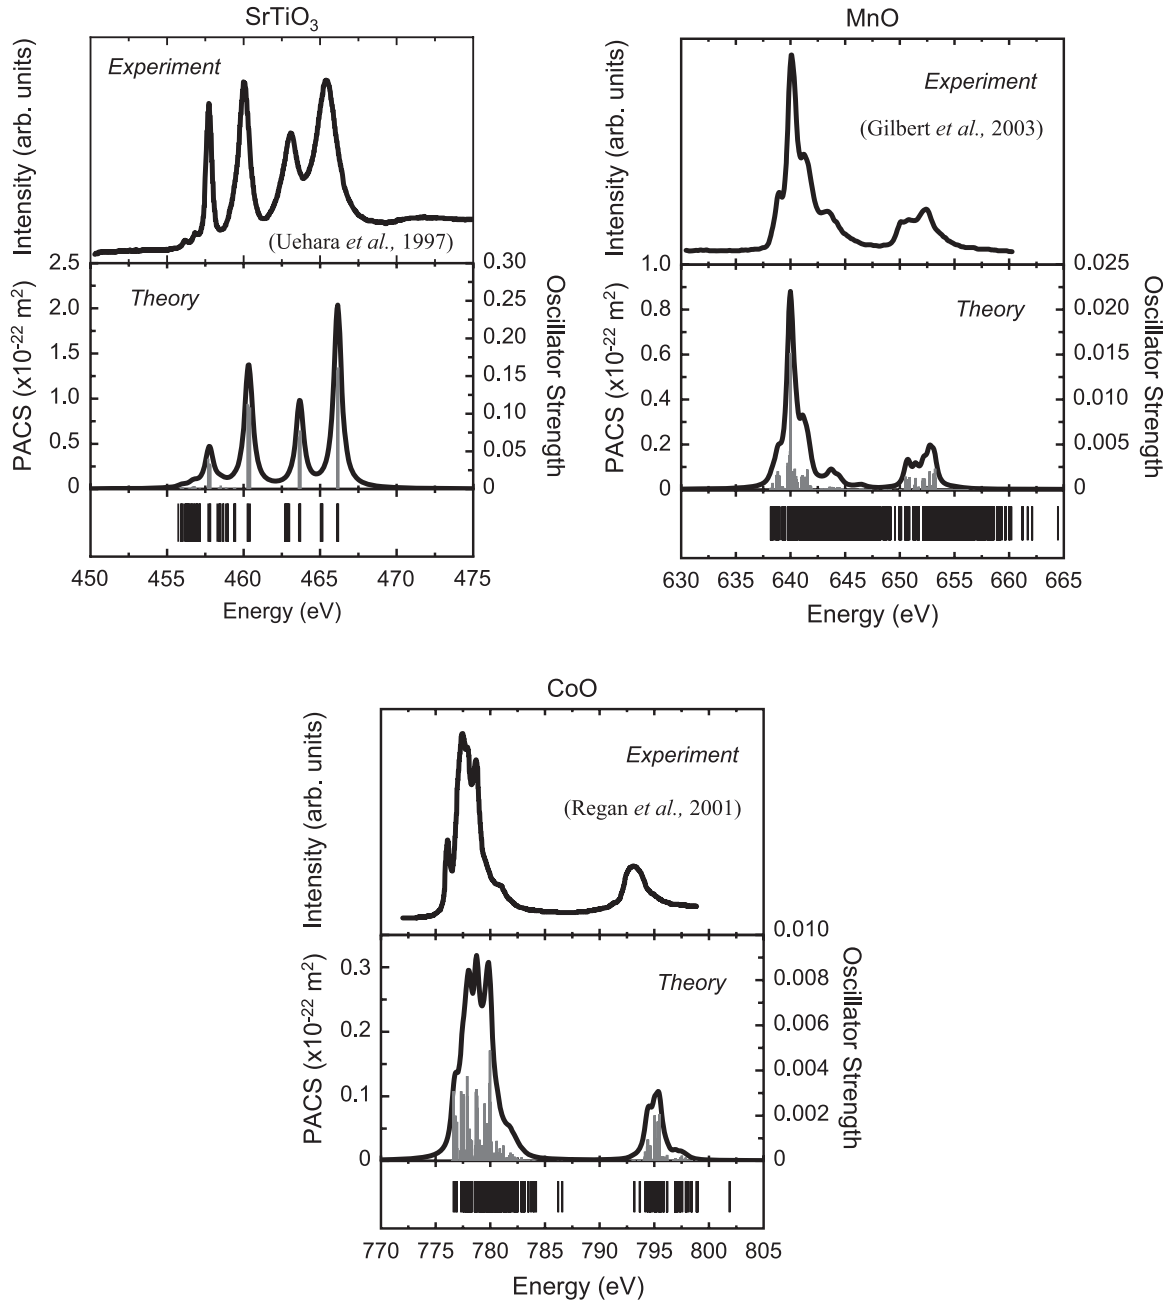 SrTiO3
Intensity (arb. units)
Experiment
(Uehara et al., 1997)
2.5
2.0
1.5
1.0
0.5
0
PACS (x10-22 m2)
Theory
0.30
0.25
0.20
0.15
0.10
0.05
0
Oscillator Strength
450 455 460 465 470 475
Energy (eV)
MnO
Intensity (arb. units)
Experiment
(Gilbert et al., 2003)
1.0
0.8
0.6
0.4
0.2
0
PACS (x10-22 m2)
Theory
0.025
0.020
0.015
0.010
0.005
0
Oscillator Strength
630 635 640 645 650 655 660 665
Energy (eV)
CoO
Intensity (arb. units)
Experiment
(Regan et al., 2001)
0.3
0.2
0.1
0
PACS (x10-22 m2)
Theory
0.010
0.008
0.006
0.004
0.002
0
Oscillator Strength
770 775 780 785 790 795 800 805
Energy (eV)